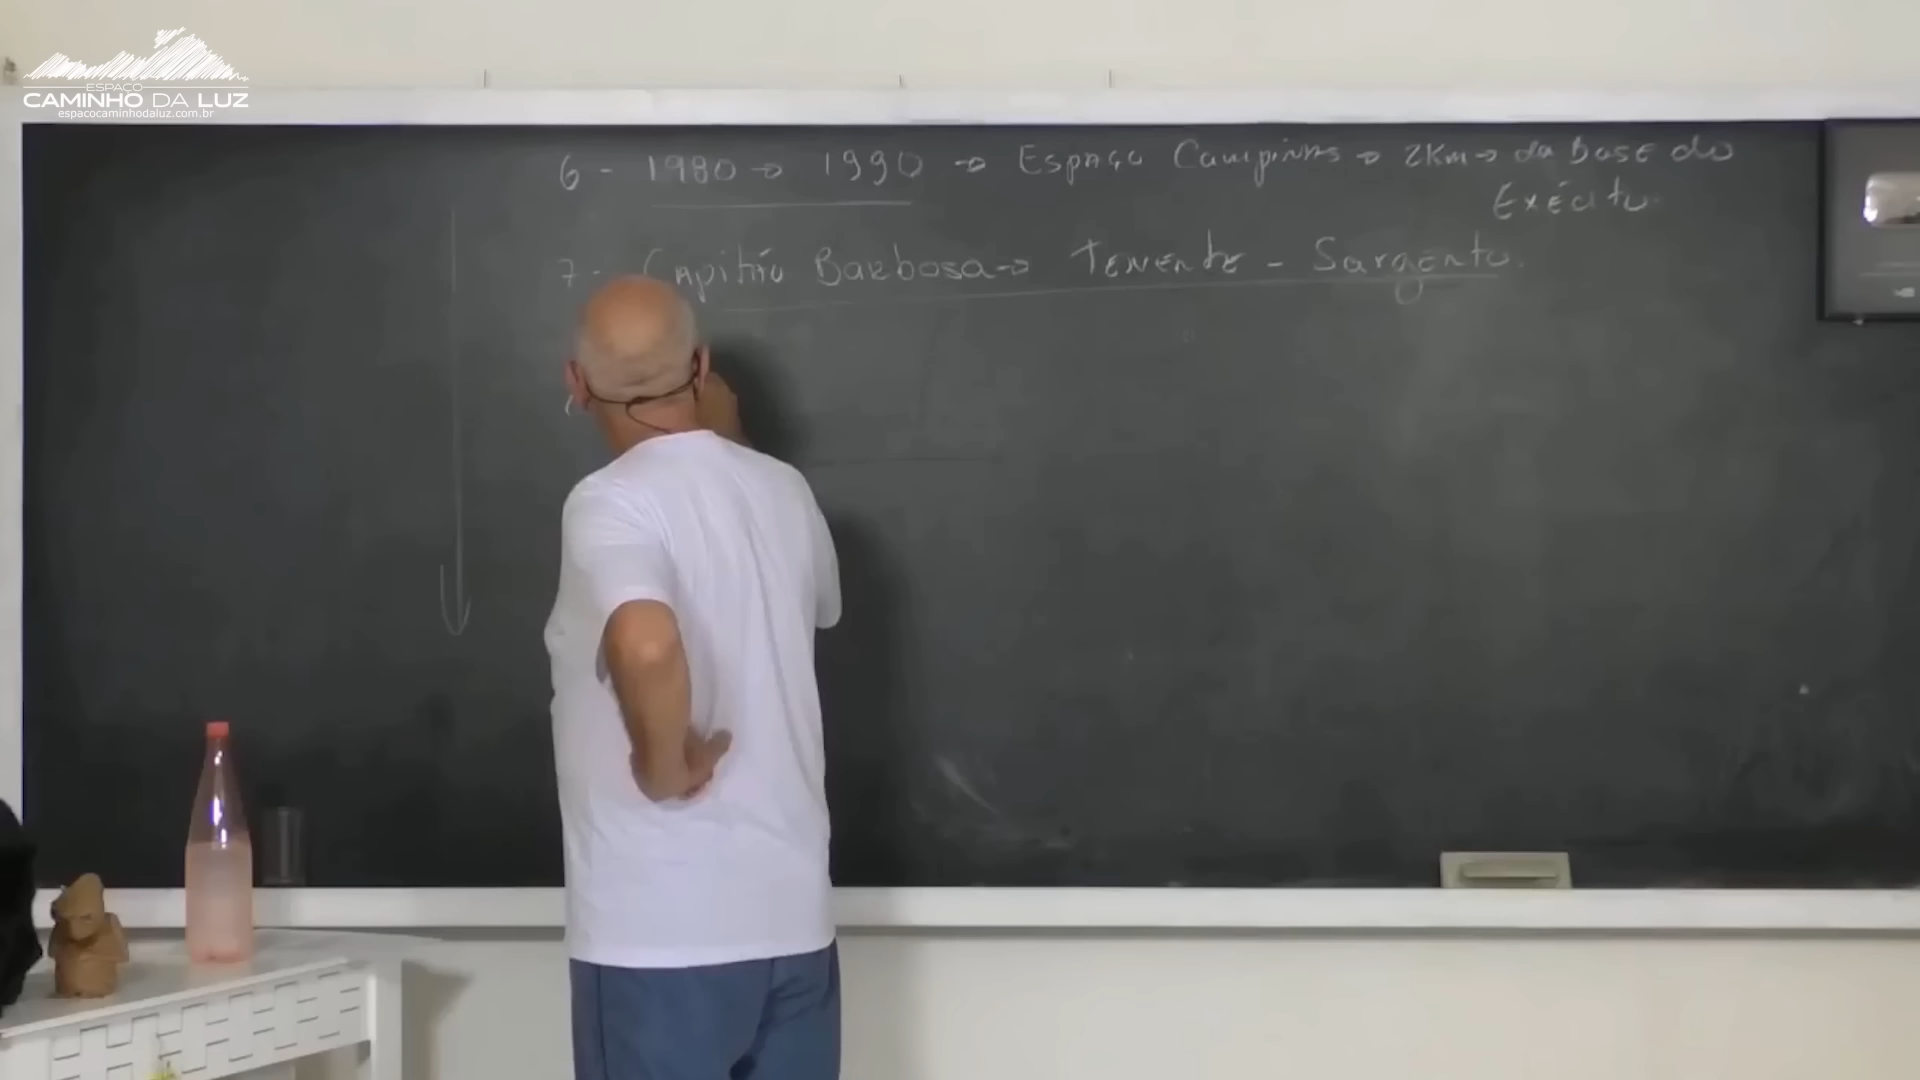 ESPAÇO
CAMINHO DA LUZ
espacocaminhodaluz.com.br
6 - 1980 → 1990 → Espaço Campinas → 2Km → da Base do
Exército.
7 - Capitão Barbosa → Tenente - Sargento.